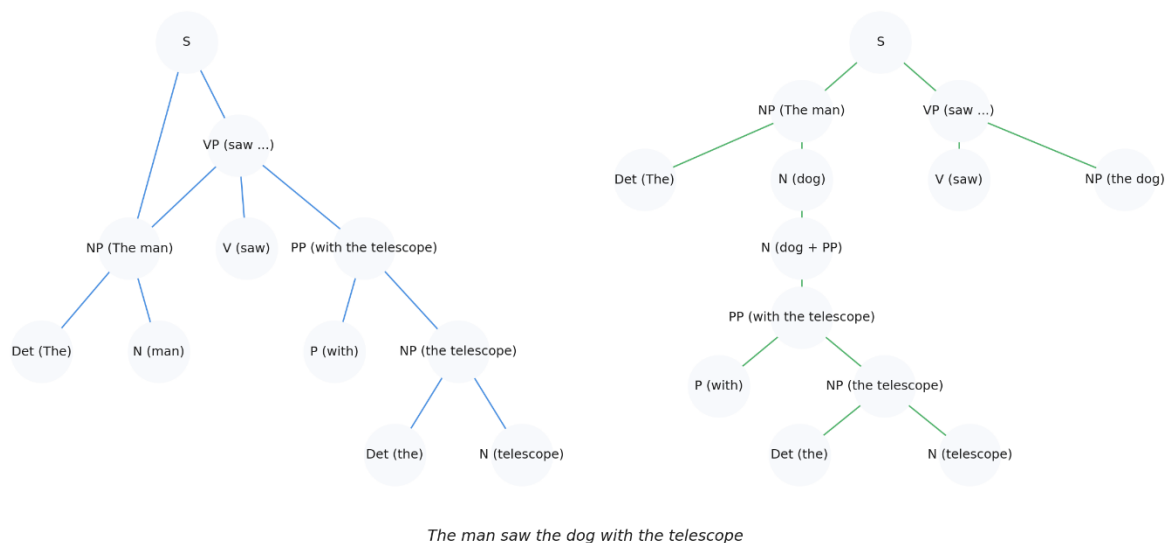 S
VP (saw ...)
NP (The man)
V (saw)
PP (with the telescope)
Det (The)
N (man)
P (with)
NP (the telescope)
Det (the)
N (telescope)
S
NP (The man)
VP (saw ...)
Det (The)
N (dog)
V (saw)
NP (the dog)
N (dog + PP)
PP (with the telescope)
P (with)
NP (the telescope)
Det (the)
N (telescope)
The man saw the dog with the telescope